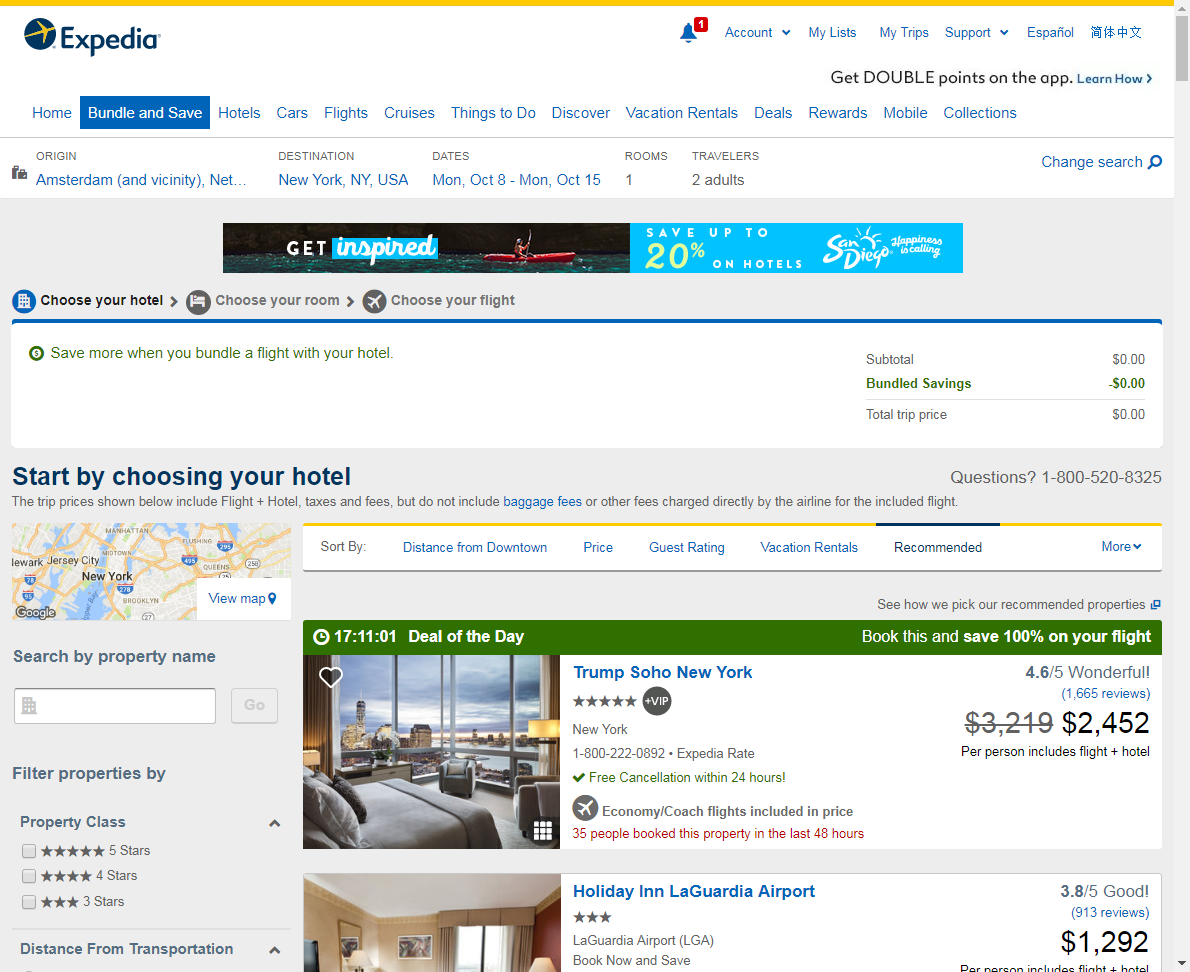 Expedia
1
Account
My Lists
My Trips
Support
Español
简体中文
Get DOUBLE points on the app. Learn How
Home
Bundle and Save
Hotels
Cars
Flights
Cruises
Things to Do
Discover
Vacation Rentals
Deals
Rewards
Mobile
Collections
ORIGIN
Amsterdam (and vicinity), Net...
DESTINATION
New York, NY, USA
DATES
Mon, Oct 8 - Mon, Oct 15
ROOMS
1
TRAVELERS
2 adults
Change search
GET inspired
SAVE UP TO
20%
ON HOTELS
San Diego
Happiness is calling
Choose your hotel
Choose your room
Choose your flight
Save more when you bundle a flight with your hotel.
Subtotal $0.00
Bundled Savings -$0.00
Total trip price $0.00
Start by choosing your hotel
Questions? 1-800-520-8325
The trip prices shown below include Flight + Hotel, taxes and fees, but do not include baggage fees or other fees charged directly by the airline for the included flight.
MANHATTAN
FLUSHING
295
ewark
Jersey City
MIDTOWN
495
QUEENS
258
78
New York
278
95
BROOKLYN
27
Google
View map
Sort By:
Distance from Downtown
Price
Guest Rating
Vacation Rentals
Recommended
More
See how we pick our recommended properties
Search by property name
Go
Filter properties by
Property Class
5 Stars
4 Stars
3 Stars
Distance From Transportation
17:11:01 Deal of the Day
Book this and save 100% on your flight
Trump Soho New York
+VIP
New York
1-800-222-0892 • Expedia Rate
Free Cancellation within 24 hours!
Economy/Coach flights included in price
35 people booked this property in the last 48 hours
4.6/5 Wonderful!
(1,665 reviews)
$3,219 $2,452
Per person includes flight + hotel
Holiday Inn LaGuardia Airport
LaGuardia Airport (LGA)
Book Now and Save
3.8/5 Good!
(913 reviews)
$1,292
Per person includes flight + hotel